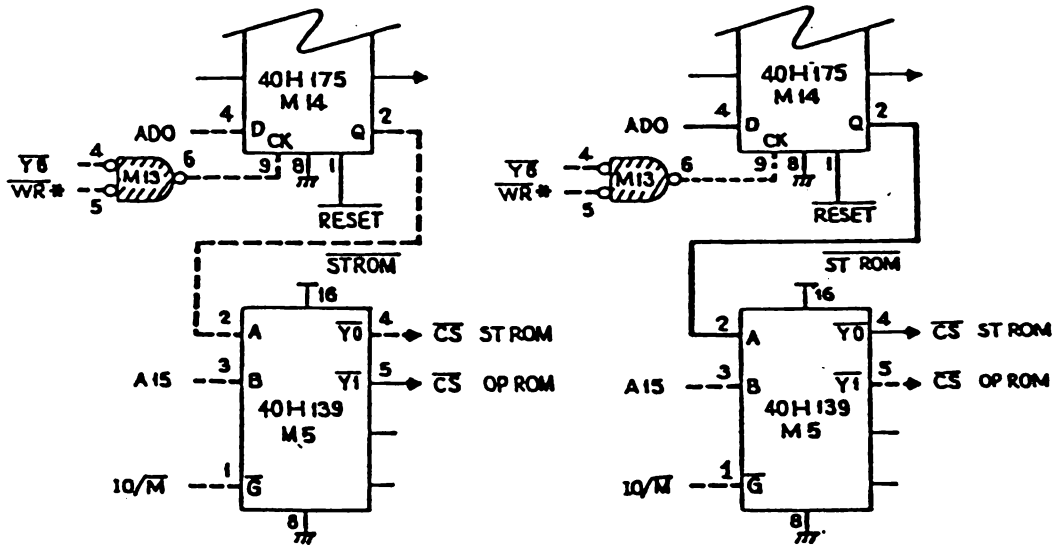 40H175
M14
4
D
CK
Q
2
ADO
Y6
4
M13
6
WR*
5
9
8
1
RESET
STROM
16
2
A
Y0
4
CS ST ROM
A15
3
B
Y1
5
CS OP ROM
40H139
M5
IO/M
1
G
8
40H175
M14
4
D
CK
Q
2
ADO
Y6
4
M13
6
WR*
5
9
8
1
RESET
ST ROM
16
2
A
Y0
4
CS ST ROM
A15
3
B
Y1
5
CS OP ROM
40H139
M5
IO/M
1
G
8